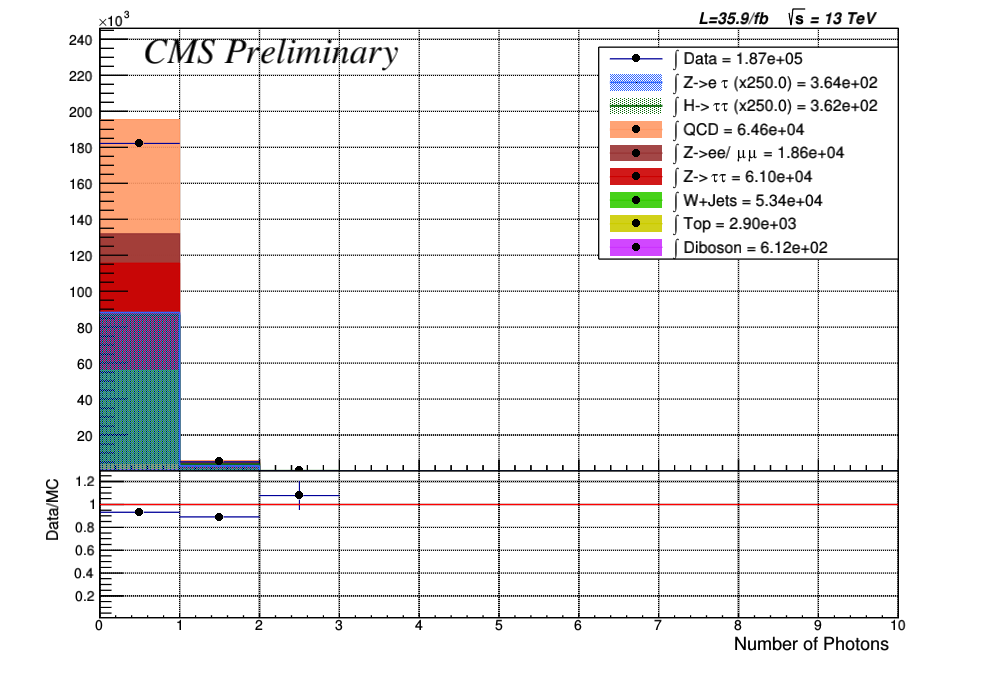 ×10³
L=35.9/fb √s = 13 TeV
CMS Preliminary
240
220
200
180
160
140
120
100
80
60
40
20
∫ Data = 1.87e+05
∫ Z->e τ (x250.0) = 3.64e+02
∫ H-> ττ (x250.0) = 3.62e+02
∫ QCD = 6.46e+04
∫ Z->ee/ μμ = 1.86e+04
∫ Z-> ττ = 6.10e+04
∫ W+Jets = 5.34e+04
∫ Top = 2.90e+03
∫ Diboson = 6.12e+02
Data/MC
1.2
1
0.8
0.6
0.4
0.2
0 1 2 3 4 5 6 7 8 9 10
Number of Photons